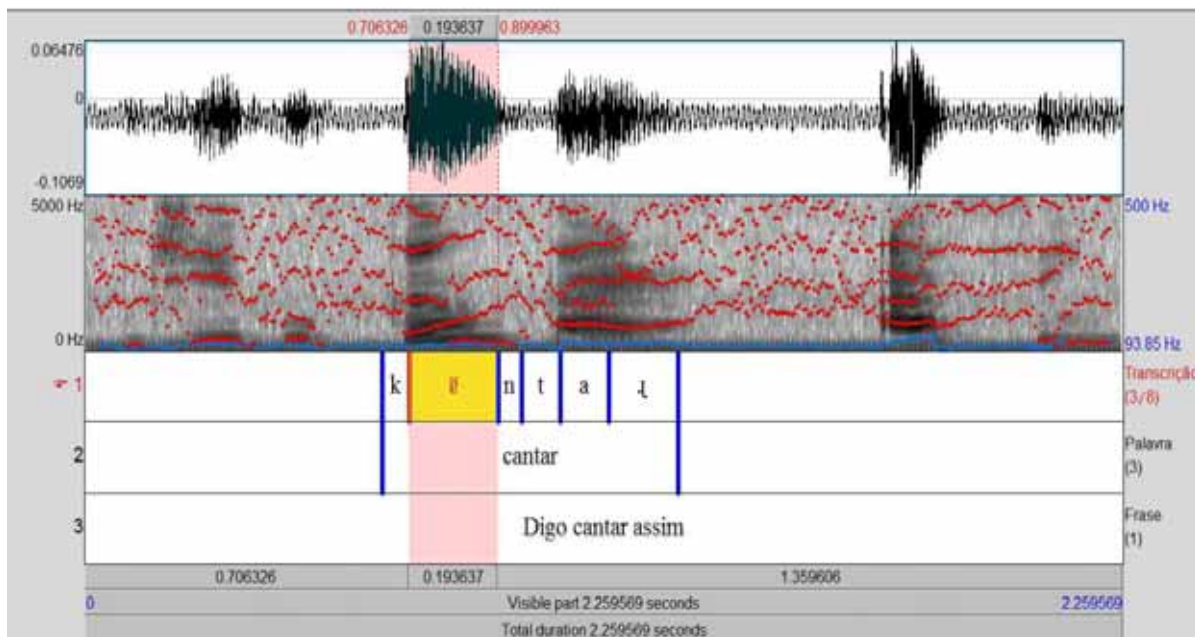 0.706326 0.193637 0.899963
0.06476
0
-0.1069
5000 Hz 500 Hz
0 Hz 93.85 Hz
1 k n t a Transcrição
(3/8)
2 cantar Palavra
(3)
3 Digo cantar assim Frase
(1)
0.706326 0.193637 1.359606
0 Visible part 2.259569 seconds 2.259569
Total duration 2.259569 seconds